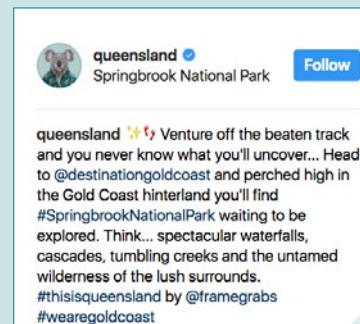 queensland
Springbrook National Park
Follow
queensland ✨👣 Venture off the beaten track
and you never know what you'll uncover... Head
to @destinationgoldcoast and perched high in
the Gold Coast hinterland you'll find
#SpringbrookNationalPark waiting to be
explored. Think... spectacular waterfalls,
cascades, tumbling creeks and the untamed
wilderness of the lush surrounds.
#thisisqueensland by @framegrabs
#wearegoldcoast